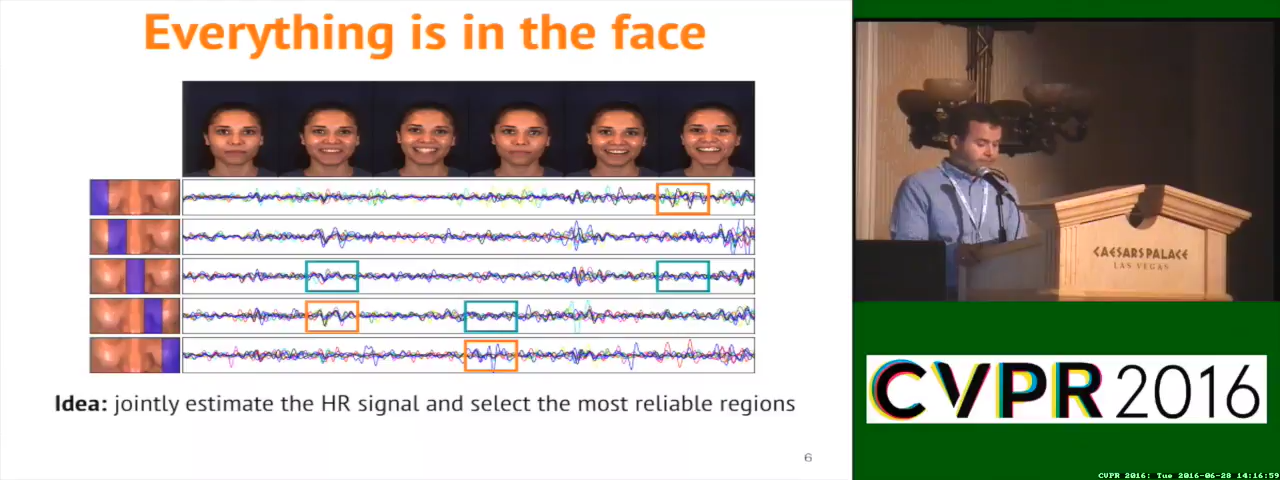 Everything is in the face
Idea: jointly estimate the HR signal and select the most reliable regions
6
CAESARS PALACE
LAS VEGAS
CVPR 2016
CVPR 2016: Tue 2016-06-28 14:16:59